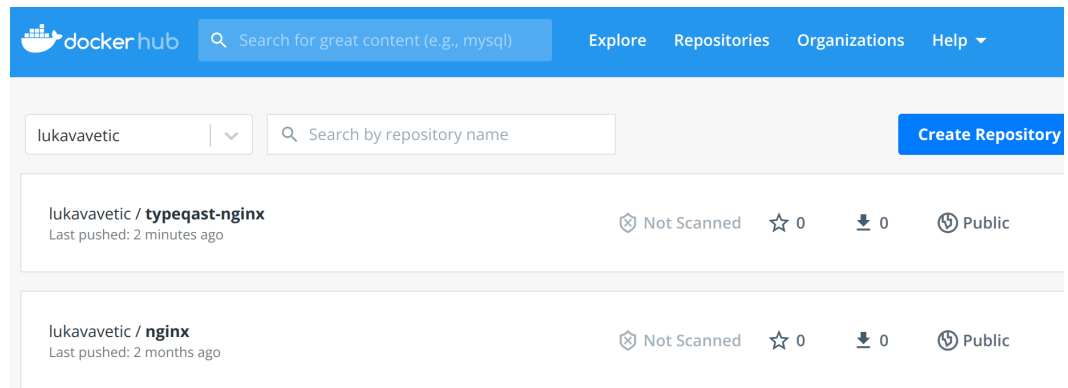 docker hub Search for great content (e.g., mysql) Explore Repositories Organizations Help
lukavavetic Search by repository name Create Repository
lukavavetic / typeqast-nginx Not Scanned 0 0 Public
Last pushed: 2 minutes ago
lukavavetic / nginx Not Scanned 0 0 Public
Last pushed: 2 months ago